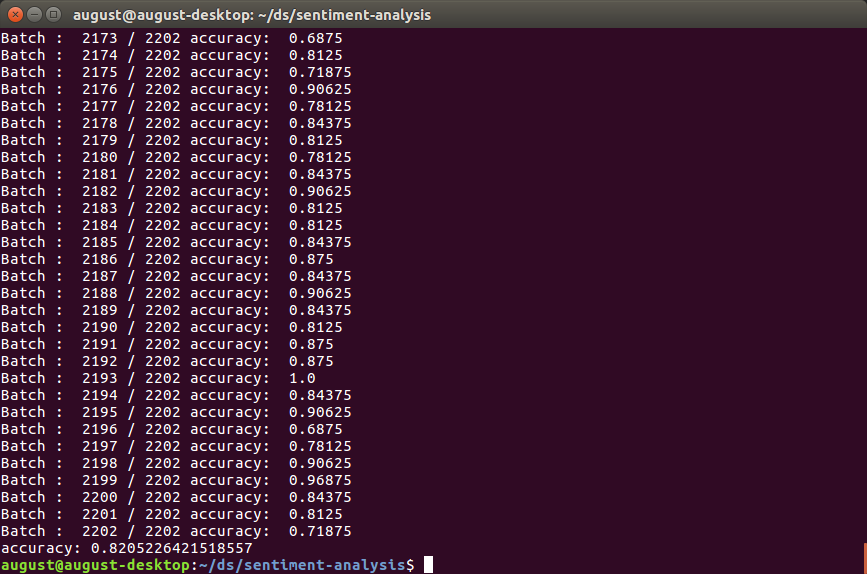 august@august-desktop: ~/ds/sentiment-analysis
Batch :  2173 / 2202 accuracy:  0.6875
Batch :  2174 / 2202 accuracy:  0.8125
Batch :  2175 / 2202 accuracy:  0.71875
Batch :  2176 / 2202 accuracy:  0.90625
Batch :  2177 / 2202 accuracy:  0.78125
Batch :  2178 / 2202 accuracy:  0.84375
Batch :  2179 / 2202 accuracy:  0.8125
Batch :  2180 / 2202 accuracy:  0.78125
Batch :  2181 / 2202 accuracy:  0.84375
Batch :  2182 / 2202 accuracy:  0.90625
Batch :  2183 / 2202 accuracy:  0.8125
Batch :  2184 / 2202 accuracy:  0.8125
Batch :  2185 / 2202 accuracy:  0.84375
Batch :  2186 / 2202 accuracy:  0.875
Batch :  2187 / 2202 accuracy:  0.84375
Batch :  2188 / 2202 accuracy:  0.90625
Batch :  2189 / 2202 accuracy:  0.84375
Batch :  2190 / 2202 accuracy:  0.8125
Batch :  2191 / 2202 accuracy:  0.875
Batch :  2192 / 2202 accuracy:  0.875
Batch :  2193 / 2202 accuracy:  1.0
Batch :  2194 / 2202 accuracy:  0.84375
Batch :  2195 / 2202 accuracy:  0.90625
Batch :  2196 / 2202 accuracy:  0.6875
Batch :  2197 / 2202 accuracy:  0.78125
Batch :  2198 / 2202 accuracy:  0.90625
Batch :  2199 / 2202 accuracy:  0.96875
Batch :  2200 / 2202 accuracy:  0.84375
Batch :  2201 / 2202 accuracy:  0.8125
Batch :  2202 / 2202 accuracy:  0.71875
accuracy: 0.8205226421518557
august@august-desktop:~/ds/sentiment-analysis$